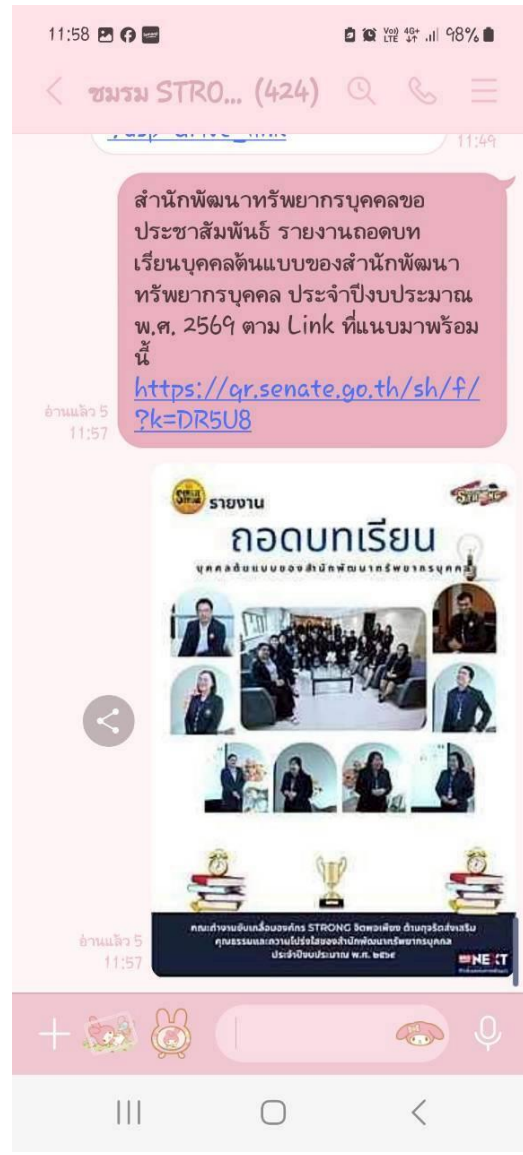 11:58
Vo)) LTE 4G+ 98%
ชมรม STRO... (424)
11:49
สำนักพัฒนาทรัพยากรบุคคลขอ
ประชาสัมพันธ์ รายงานถอดบท
เรียนบุคคลต้นแบบของสำนักพัฒนา
ทรัพยากรบุคคล ประจำปีงบประมาณ
พ.ศ. 2569 ตาม Link ที่แนบมาพร้อม
นี้
https://qr.senate.go.th/sh/f/
?k=DR5U8
อ่านแล้ว 5
11:57
STRONG
รายงาน
ถอดบทเรียน
บุคคลต้นแบบของสำนักพัฒนาทรัพยากรบุคคล
คณะทำงานขับเคลื่อนองค์กร STRONG จิตพอเพียง ต้านทุจริตส่งเสริม
คุณธรรมและความโปร่งใสของสำนักพัฒนาทรัพยากรบุคคล
ประจำปีงบประมาณ พ.ศ. ๒๕๖๙
NEXT
อ่านแล้ว 5
11:57